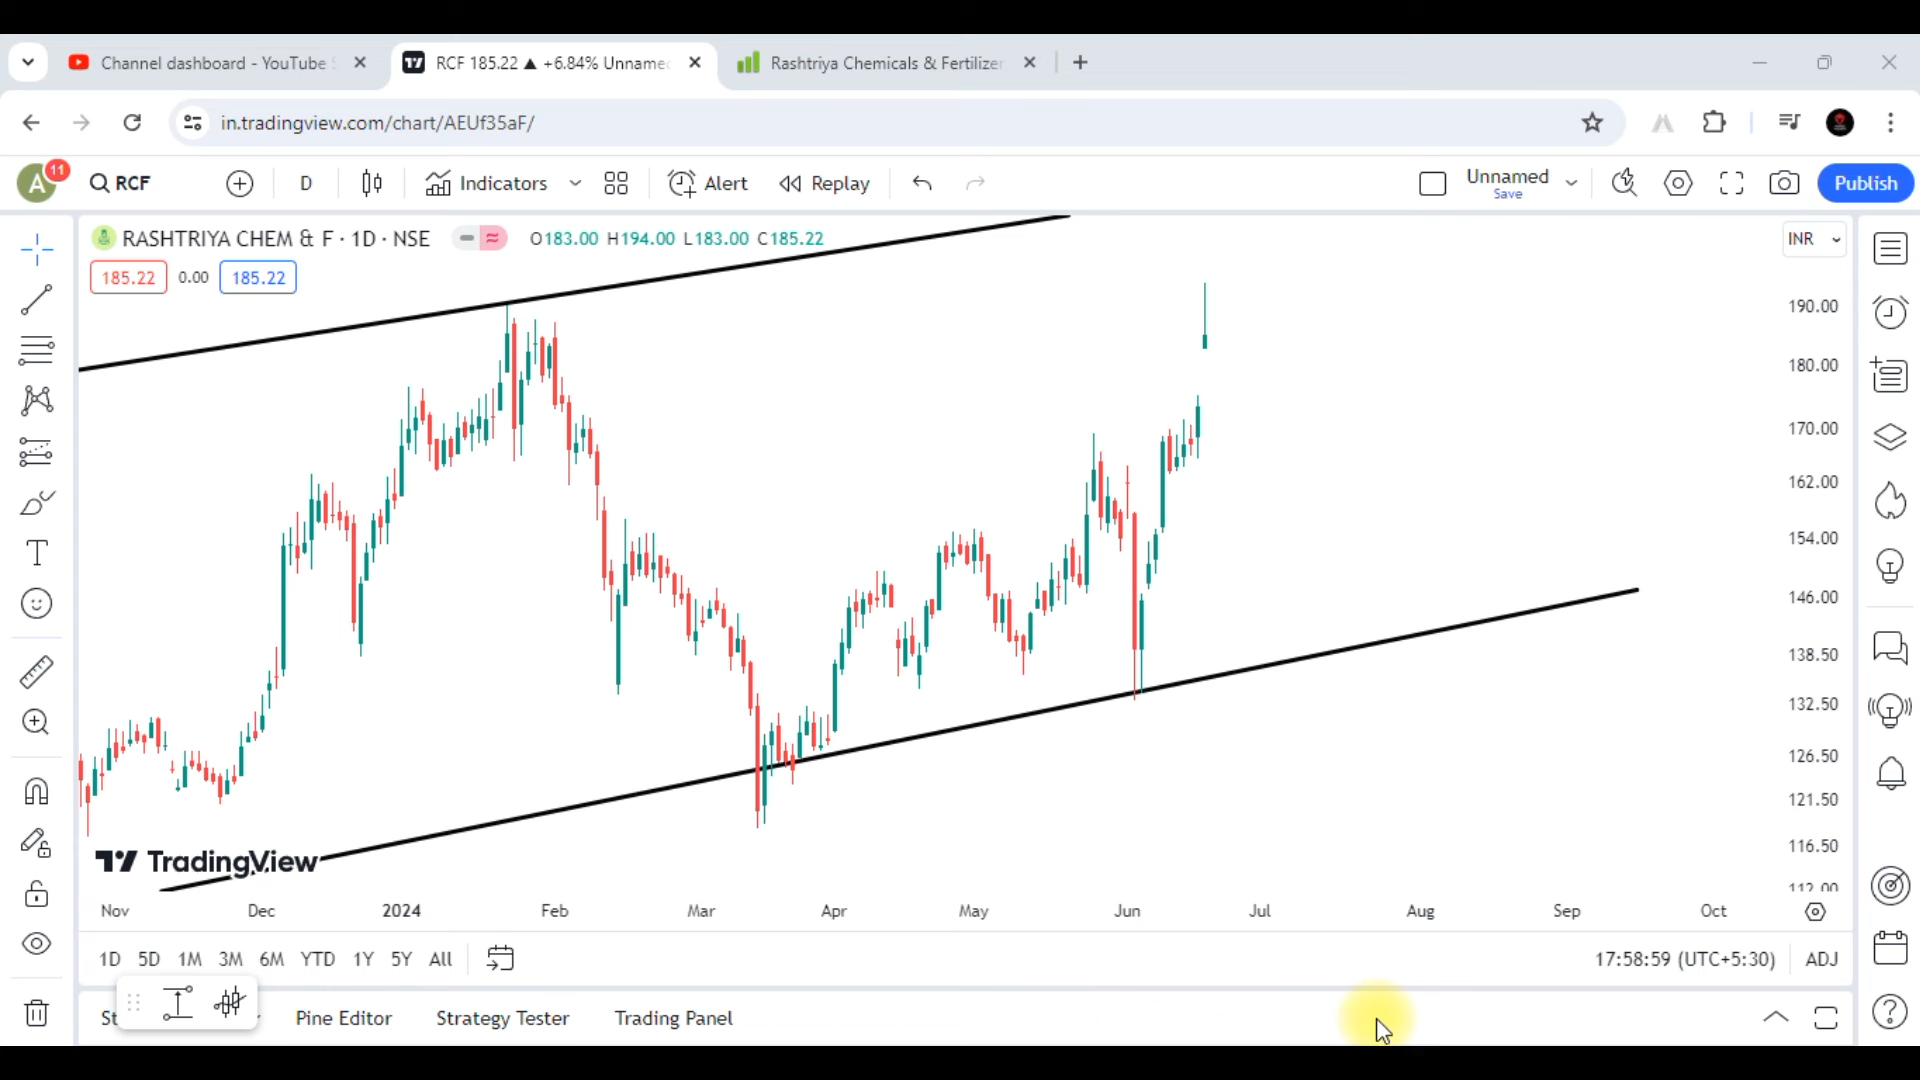 Channel dashboard - YouTube S
RCF 185.22 ▲ +6.84% Unname
Rashtriya Chemicals & Fertilizer
in.tradingview.com/chart/AEUf35aF/
A 11 RCF D Indicators Alert Replay Unnamed Save Publish
RASHTRIYA CHEM & F · 1D · NSE O183.00 H194.00 L183.00 C185.22 INR
185.22 0.00 185.22
190.00
180.00
170.00
162.00
154.00
146.00
138.50
132.50
126.50
121.50
116.50
112.00
TradingView
Nov Dec 2024 Feb Mar Apr May Jun Jul Aug Sep Oct
1D 5D 1M 3M 6M YTD 1Y 5Y All 17:58:59 (UTC+5:30) ADJ
St Pine Editor Strategy Tester Trading Panel